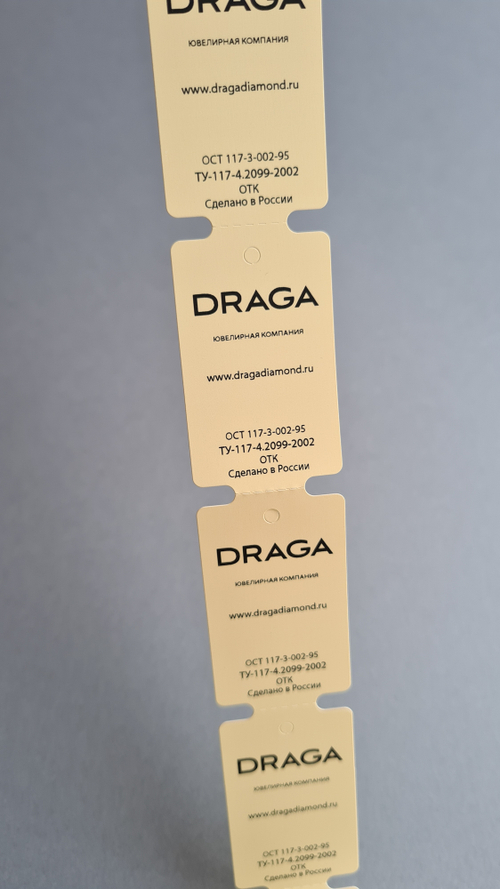 DRAGA
ЮВЕЛИРНАЯ КОМПАНИЯ
www.dragadiamond.ru
ОСТ 117-3-002-95
ТУ-117-4.2099-2002
ОТК
Сделано в России
DRAGA
ЮВЕЛИРНАЯ КОМПАНИЯ
www.dragadiamond.ru
ОСТ 117-3-002-95
ТУ-117-4.2099-2002
ОТК
Сделано в России
DRAGA
ЮВЕЛИРНАЯ КОМПАНИЯ
www.dragadiamond.ru
ОСТ 117-3-002-95
ТУ-117-4.2099-2002
ОТК
Сделано в России
DRAGA
ЮВЕЛИРНАЯ КОМПАНИЯ
www.dragadiamond.ru
ОСТ 117-3-002-95
ТУ-117-4.2099-2002
ОТК
Сделано в России